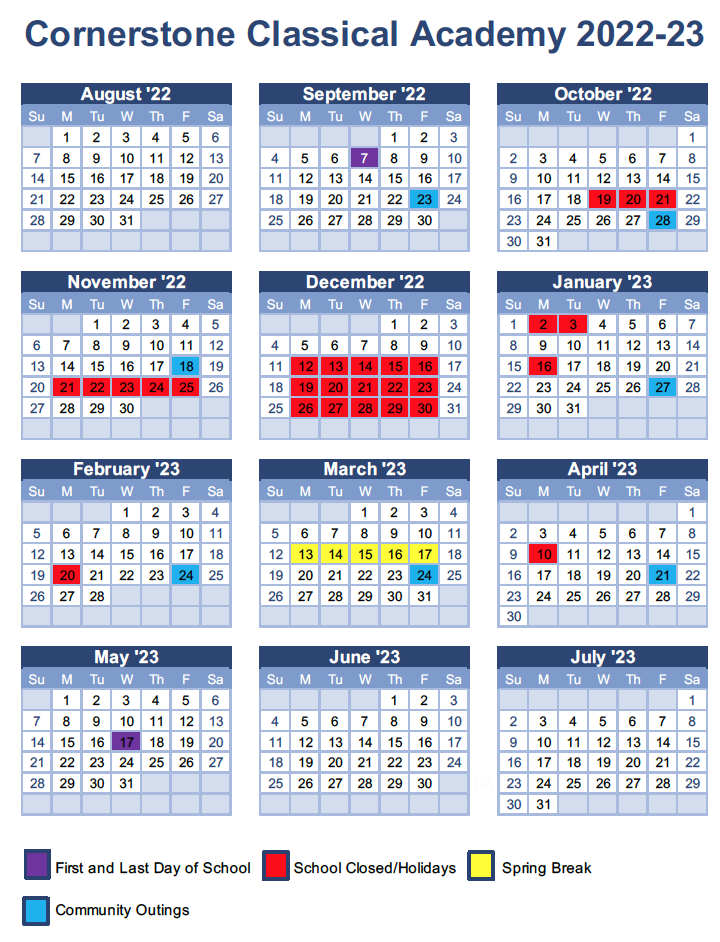 Cornerstone Classical Academy 2022-23
August '22 September '22 October '22
Su M Tu W Th F Sa Su M Tu W Th F Sa Su M Tu W Th F Sa
1 2 3 4 5 6 1 2 3 1
7 8 9 10 11 12 13 4 5 6 7 8 9 10 2 3 4 5 6 7 8
14 15 16 17 18 19 20 11 12 13 14 15 16 17 9 10 11 12 13 14 15
21 22 23 24 25 26 27 18 19 20 21 22 23 24 16 17 18 19 20 21 22
28 29 30 31 25 26 27 28 29 30 23 24 25 26 27 28 29
30 31
November '22 December '22 January '23
Su M Tu W Th F Sa Su M Tu W Th F Sa Su M Tu W Th F Sa
1 2 3 4 5 1 2 3 1 2 3 4 5 6 7
6 7 8 9 10 11 12 4 5 6 7 8 9 10 8 9 10 11 12 13 14
13 14 15 16 17 18 19 11 12 13 14 15 16 17 15 16 17 18 19 20 21
20 21 22 23 24 25 26 18 19 20 21 22 23 24 22 23 24 25 26 27 28
27 28 29 30 25 26 27 28 29 30 31 29 30 31
February '23 March '23 April '23
Su M Tu W Th F Sa Su M Tu W Th F Sa Su M Tu W Th F Sa
1 2 3 4 1 2 3 4 1
5 6 7 8 9 10 11 5 6 7 8 9 10 11 2 3 4 5 6 7 8
12 13 14 15 16 17 18 12 13 14 15 16 17 18 9 10 11 12 13 14 15
19 20 21 22 23 24 25 19 20 21 22 23 24 25 16 17 18 19 20 21 22
26 27 28 26 27 28 29 30 31 23 24 25 26 27 28 29
30
May '23 June '23 July '23
Su M Tu W Th F Sa Su M Tu W Th F Sa Su M Tu W Th F Sa
1 2 3 4 5 6 1 2 3 1
7 8 9 10 11 12 13 4 5 6 7 8 9 10 2 3 4 5 6 7 8
14 15 16 17 18 19 20 11 12 13 14 15 16 17 9 10 11 12 13 14 15
21 22 23 24 25 26 27 18 19 20 21 22 23 24 16 17 18 19 20 21 22
28 29 30 31 25 26 27 28 29 30 23 24 25 26 27 28 29
30 31
First and Last Day of School School Closed/Holidays Spring Break
Community Outings